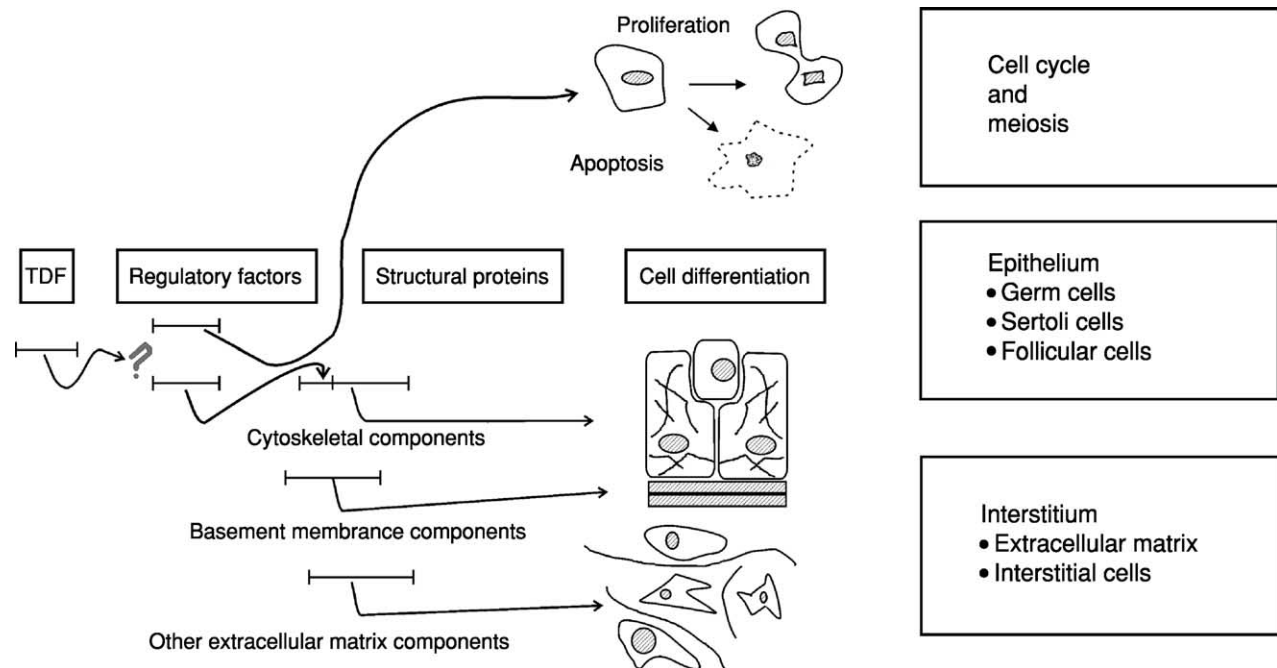 Proliferation
Apoptosis
Cell cycle
and
meiosis
TDF
Regulatory factors
Structural proteins
Cell differentiation
Epithelium
• Germ cells
• Sertoli cells
• Follicular cells
?
Cytoskeletal components
Basement membrance components
Other extracellular matrix components
Interstitium
• Extracellular matrix
• Interstitial cells